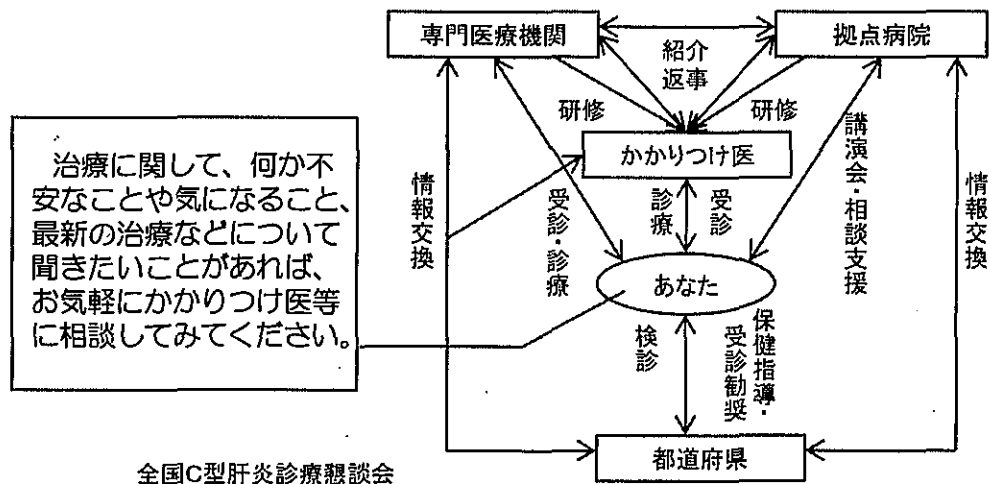 専門医療機関
拠点病院
紹介
返事
研修
研修
かかりつけ医
治療に関して、何か不
安なことや気になること、
最新の治療などについて
聞きたいことがあれば、
お気軽にかかりつけ医等
に相談してみてください。
情報交換
受診・診療
診療
受診
講演会・相談支援
情報交換
あなた
検診
保健指導・
受診勧奨
都道府県
全国C型肝炎診療懇談会